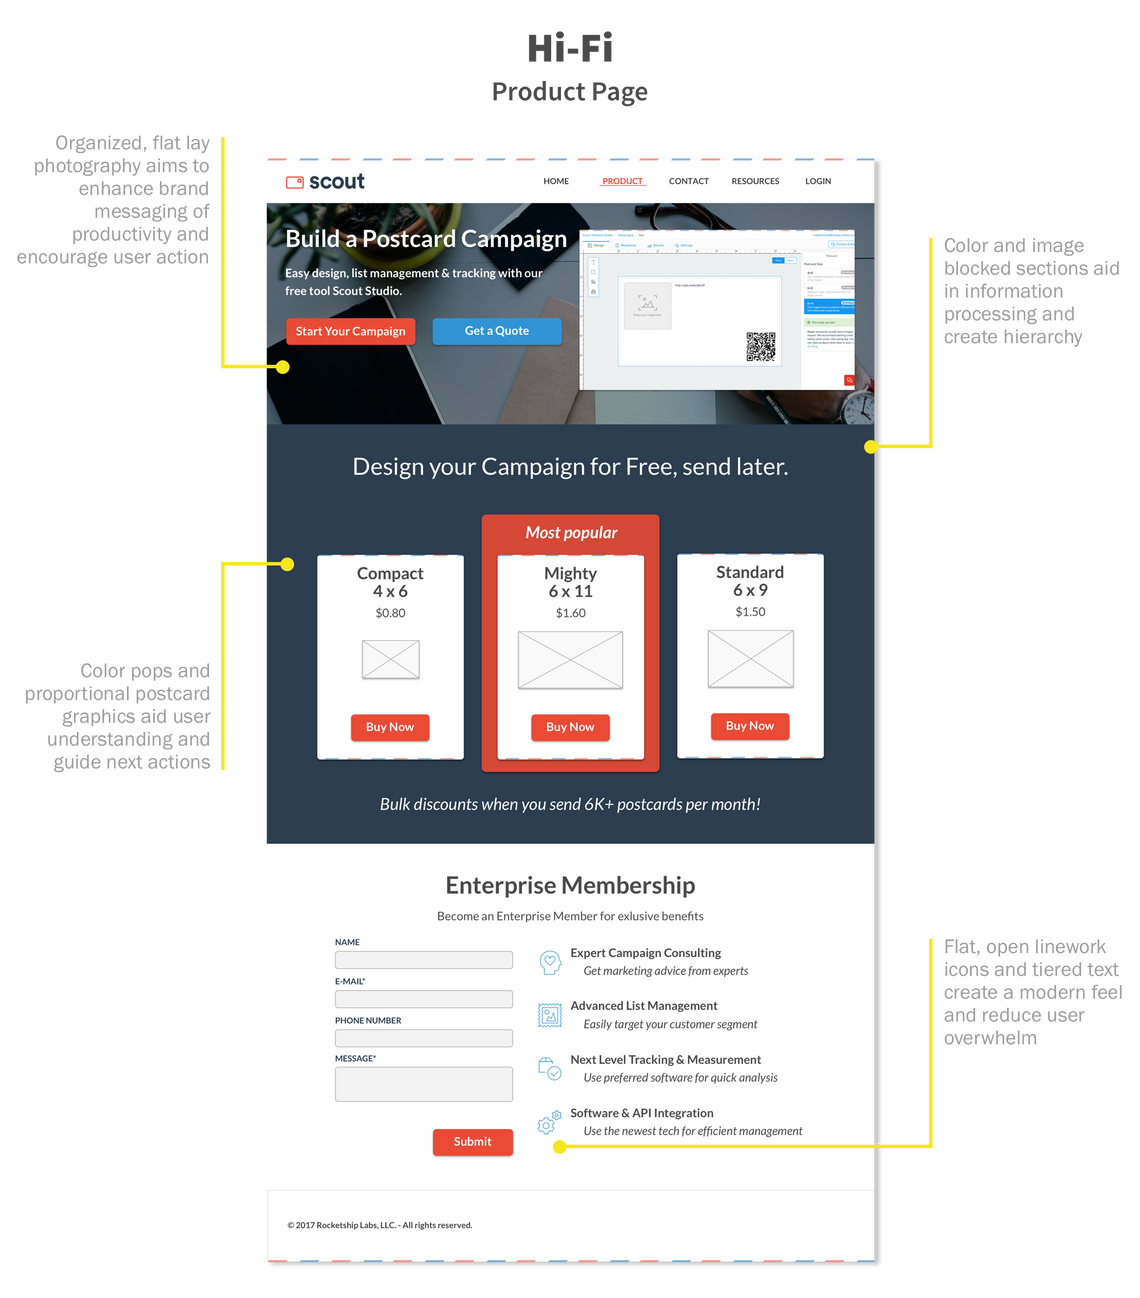 Hi-Fi
Product Page
Organized, flat lay
photography aims to
enhance brand
messaging of
productivity and
encourage user action
scout
HOME
PRODUCT
CONTACT
RESOURCES
LOGIN
Build a Postcard Campaign
Easy design, list management & tracking with our
free tool Scout Studio.
Start Your Campaign
Get a Quote
Design
Recipients
Results
Settings
Color and image
blocked sections aid
in information
processing and
create hierarchy
Design your Campaign for Free, send later.
Most popular
Compact
4 x 6
$0.80
Buy Now
Mighty
6 x 11
$1.60
Buy Now
Standard
6 x 9
$1.50
Buy Now
Color pops and
proportional postcard
graphics aid user
understanding and
guide next actions
Bulk discounts when you send 6K+ postcards per month!
Enterprise Membership
Become an Enterprise Member for exlusive benefits
NAME
E-MAIL*
PHONE NUMBER
MESSAGE*
Submit
Expert Campaign Consulting
Get marketing advice from experts
Advanced List Management
Easily target your customer segment
Next Level Tracking & Measurement
Use preferred software for quick analysis
Software & API Integration
Use the newest tech for efficient management
Flat, open linework
icons and tiered text
create a modern feel
and reduce user
overwhelm
© 2017 Rocketship Labs, LLC. - All rights reserved.